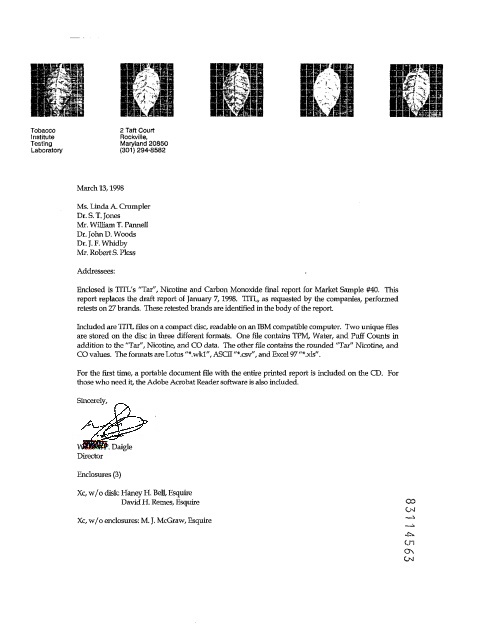 Tobacco
Institute
Testing
Laboratory
2 Taft Court
Rockville,
Maryland 20850
(301) 294-8582
March 13, 1998
Ms. Linda A. Crumpler
Dr. S. T. Jones
Mr. William T. Pannell
Dr. John D. Woods
Dr. J. F. Whidby
Mr. Robert S. Pless
Addressees:
Enclosed is TITL's "Tar", Nicotine and Carbon Monoxide final report for Market Sample #40. This
report replaces the draft report of January 7, 1998. TITL, as requested by the companies, performed
retests on 27 brands. These retested brands are identified in the body of the report.
Included are TITL files on a compact disc, readable on an IBM compatible computer. Two unique files
are stored on the disc in three different formats. One file contains TPM, Water, and Puff Counts in
addition to the "Tar", Nicotine, and CO data. The other file contains the rounded "Tar" Nicotine, and
CO values. The formats are Lotus "*.wk1", ASCII "*.csv", and Excel 97 "*.xls".
For the first time, a portable document file with the entire printed report is included on the CD. For
those who need it, the Adobe Acrobat Reader software is also included.
Sincerely,
Daigle
Director
Enclosures (3)
Xc, w/o disk: Haney H. Bell, Esquire
David H. Remes, Esquire
Xc, w/o enclosures: M. J. McGraw, Esquire
83114563